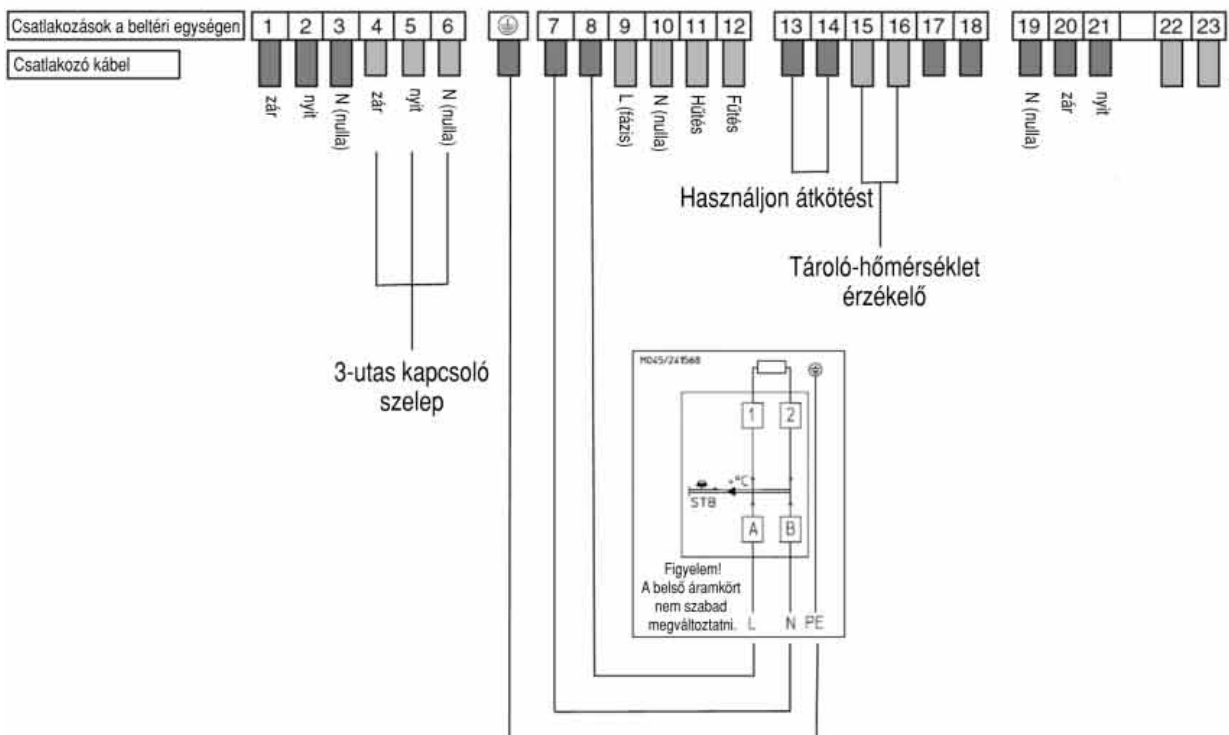 Csatlakozások a beltéri egységen 1 2 3 4 5 6 7 8 9 10 11 12 13 14 15 16 17 18 19 20 21 22 23
Csatlakozó kábel
zár nyit N (nulla) zár nyit N (nulla) L (fázis) N (nulla) Hűtés Fűtés N (nulla) zár nyit
Használjon átkötést
Tároló-hőmérséklet
érzékelő
3-utas kapcsoló
szelep
M045/241568
1 2
+°C
STB
A B
Figyelem!
A belső áramkört
nem szabad
megváltoztatni. L N PE